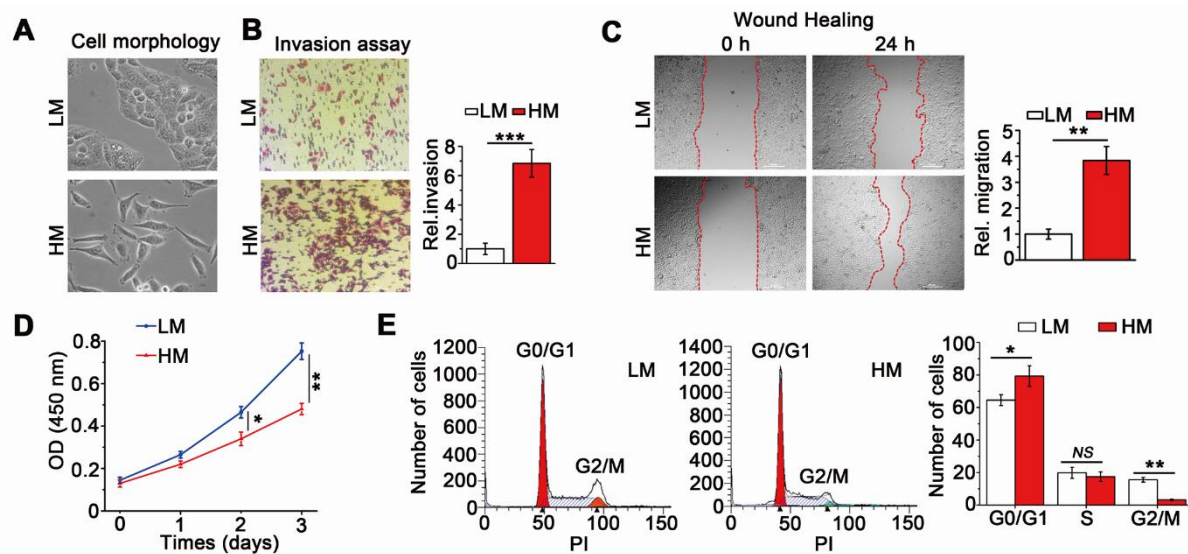 A
Cell morphology
LM
HM
B
Invasion assay
LM
HM
LM HM
***
Rel.invasion
8
6
4
2
0
C
Wound Healing
0 h 24 h
LM
HM
LM HM
**
Rel. migration
5
4
3
2
1
0
D
LM
HM
OD (450 nm)
0.8
0.6
0.4
0.2
0
*
**
0 1 2 3
Times (days)
E
Number of cells
1200
1000
800
600
400
200
0
G0/G1
LM
G2/M
0 50 100 150
PI
1400
1200
1000
800
600
400
200
0
G0/G1
HM
G2/M
0 50 100 150
PI
LM HM
Number of cells
100
80
60
40
20
0
*
NS
**
G0/G1 S G2/M